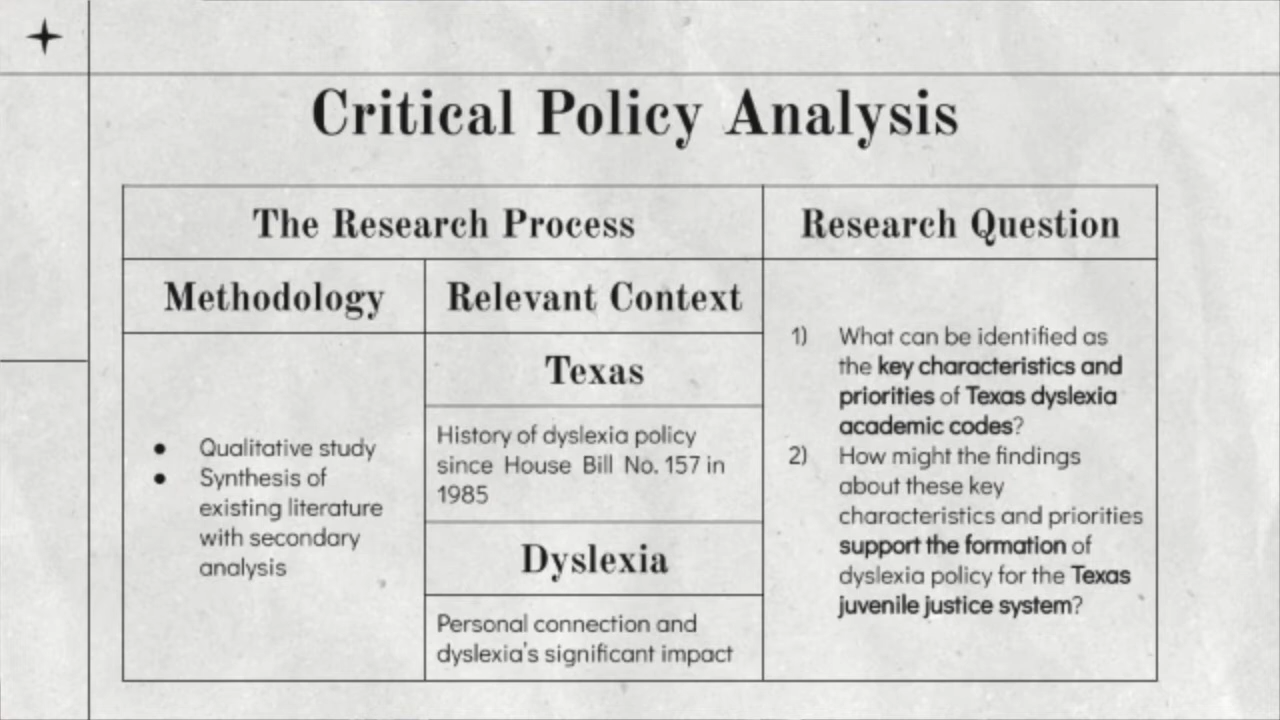 Critical Policy Analysis
The Research Process
Research Question
Methodology
Relevant Context
● Qualitative study
● Synthesis of
existing literature
with secondary
analysis
Texas
History of dyslexia policy
since House Bill No. 157 in
1985
Dyslexia
Personal connection and
dyslexia's significant impact
1) What can be identified as
the key characteristics and
priorities of Texas dyslexia
academic codes?
2) How might the findings
about these key
characteristics and priorities
support the formation of
dyslexia policy for the Texas
juvenile justice system?